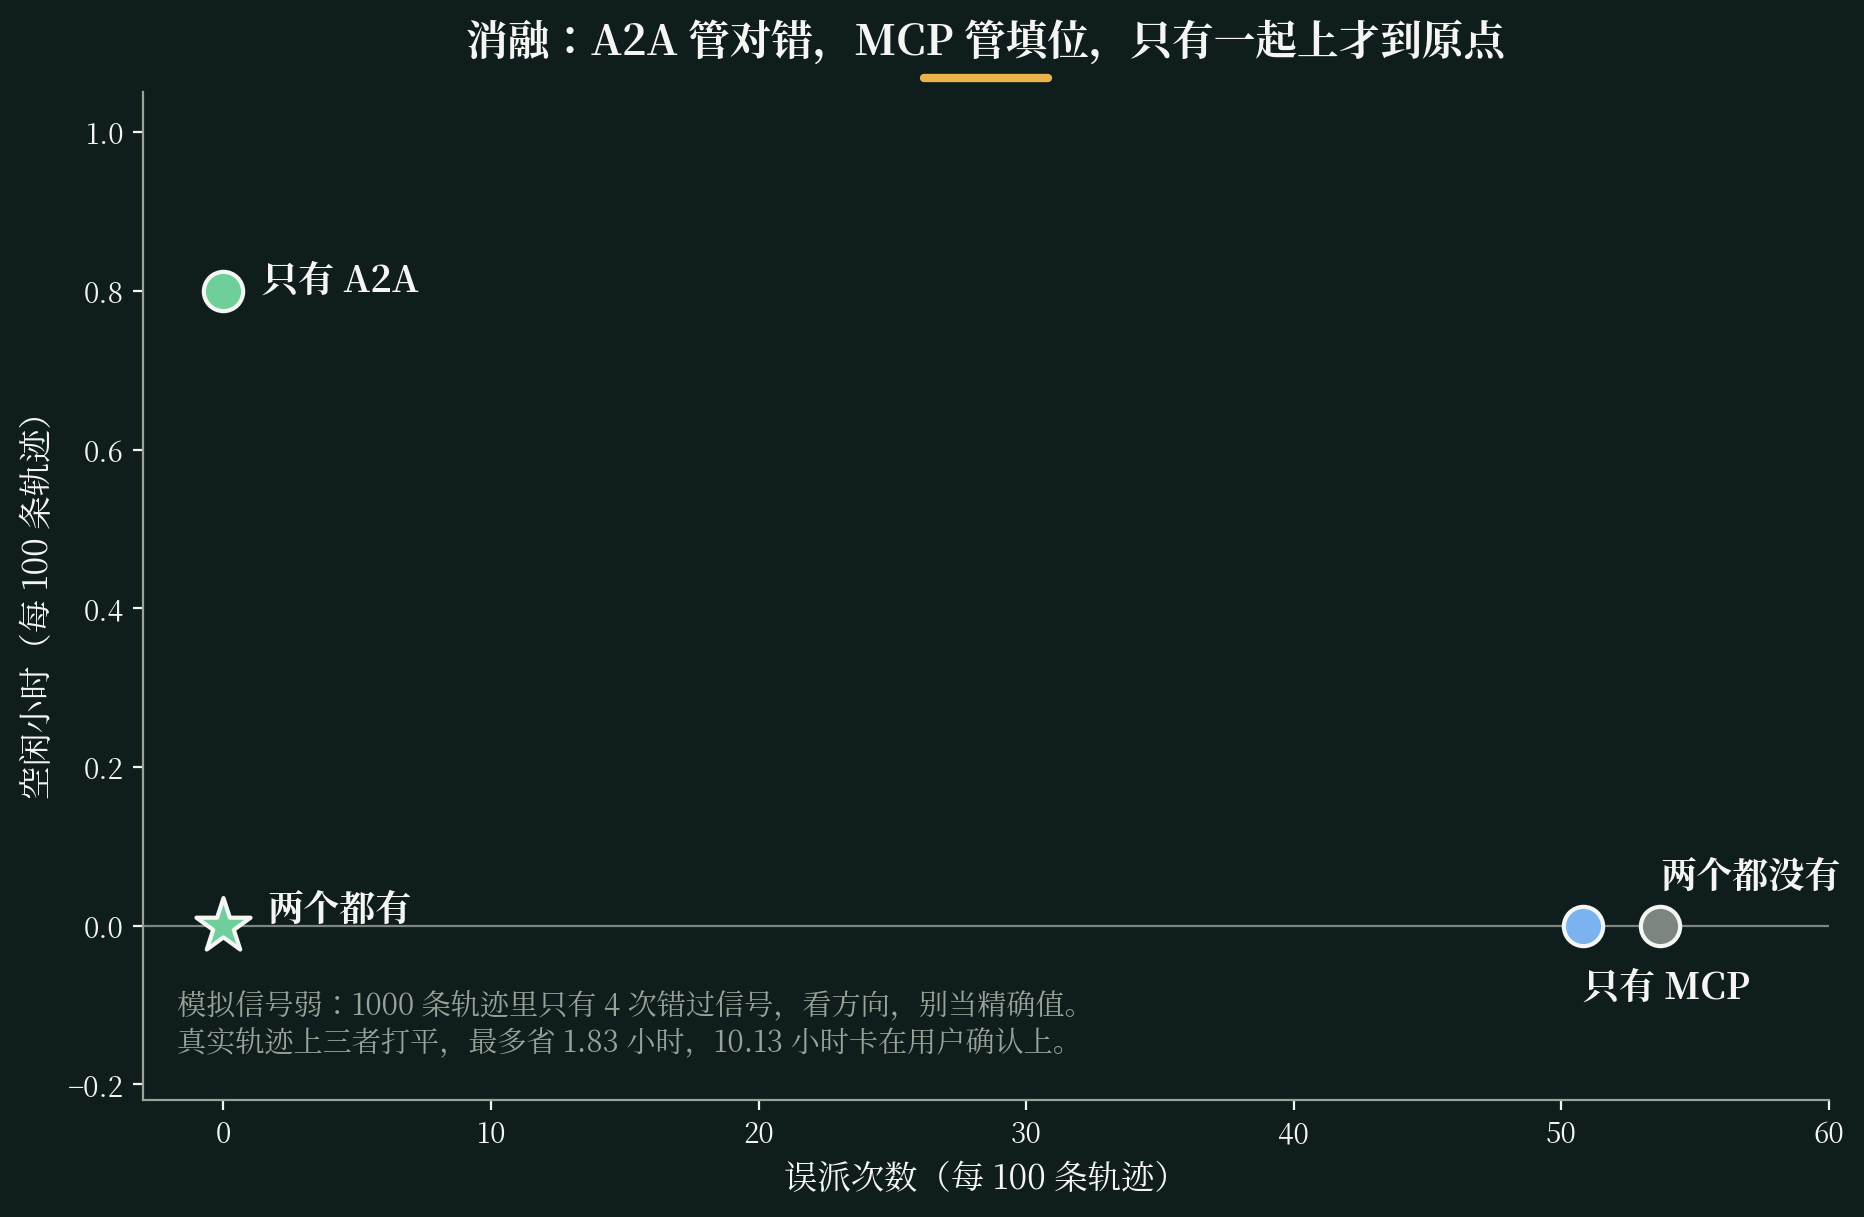 消融：A2A 管对错，MCP 管填位，只有一起上才到原点
空闲小时（每 100 条轨迹）
1.0
0.8
0.6
0.4
0.2
0.0
−0.2
只有 A2A
两个都有
两个都没有
只有 MCP
模拟信号弱：1000 条轨迹里只有 4 次错过信号，看方向，别当精确值。
真实轨迹上三者打平，最多省 1.83 小时，10.13 小时卡在用户确认上。
0 10 20 30 40 50 60
误派次数（每 100 条轨迹）